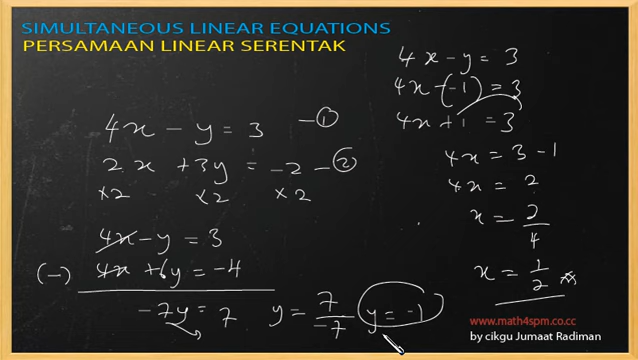 SIMULTANEOUS LINEAR EQUATIONS
PERSAMAAN LINEAR SERENTAK
4x - y = 3 -①
2x + 3y = -2 -②
×2 ×2 ×2
4x - y = 3
(-) 4x + 6y = -4
-7y = 7 y = 7/-7 y = -1
4x - y = 3
4x - (-1) = 3
4x + 1 = 3
4x = 3 - 1
4x = 2
x = 2/4
x = 1/2
www.math4spm.co.cc
by cikgu Jumaat Radiman